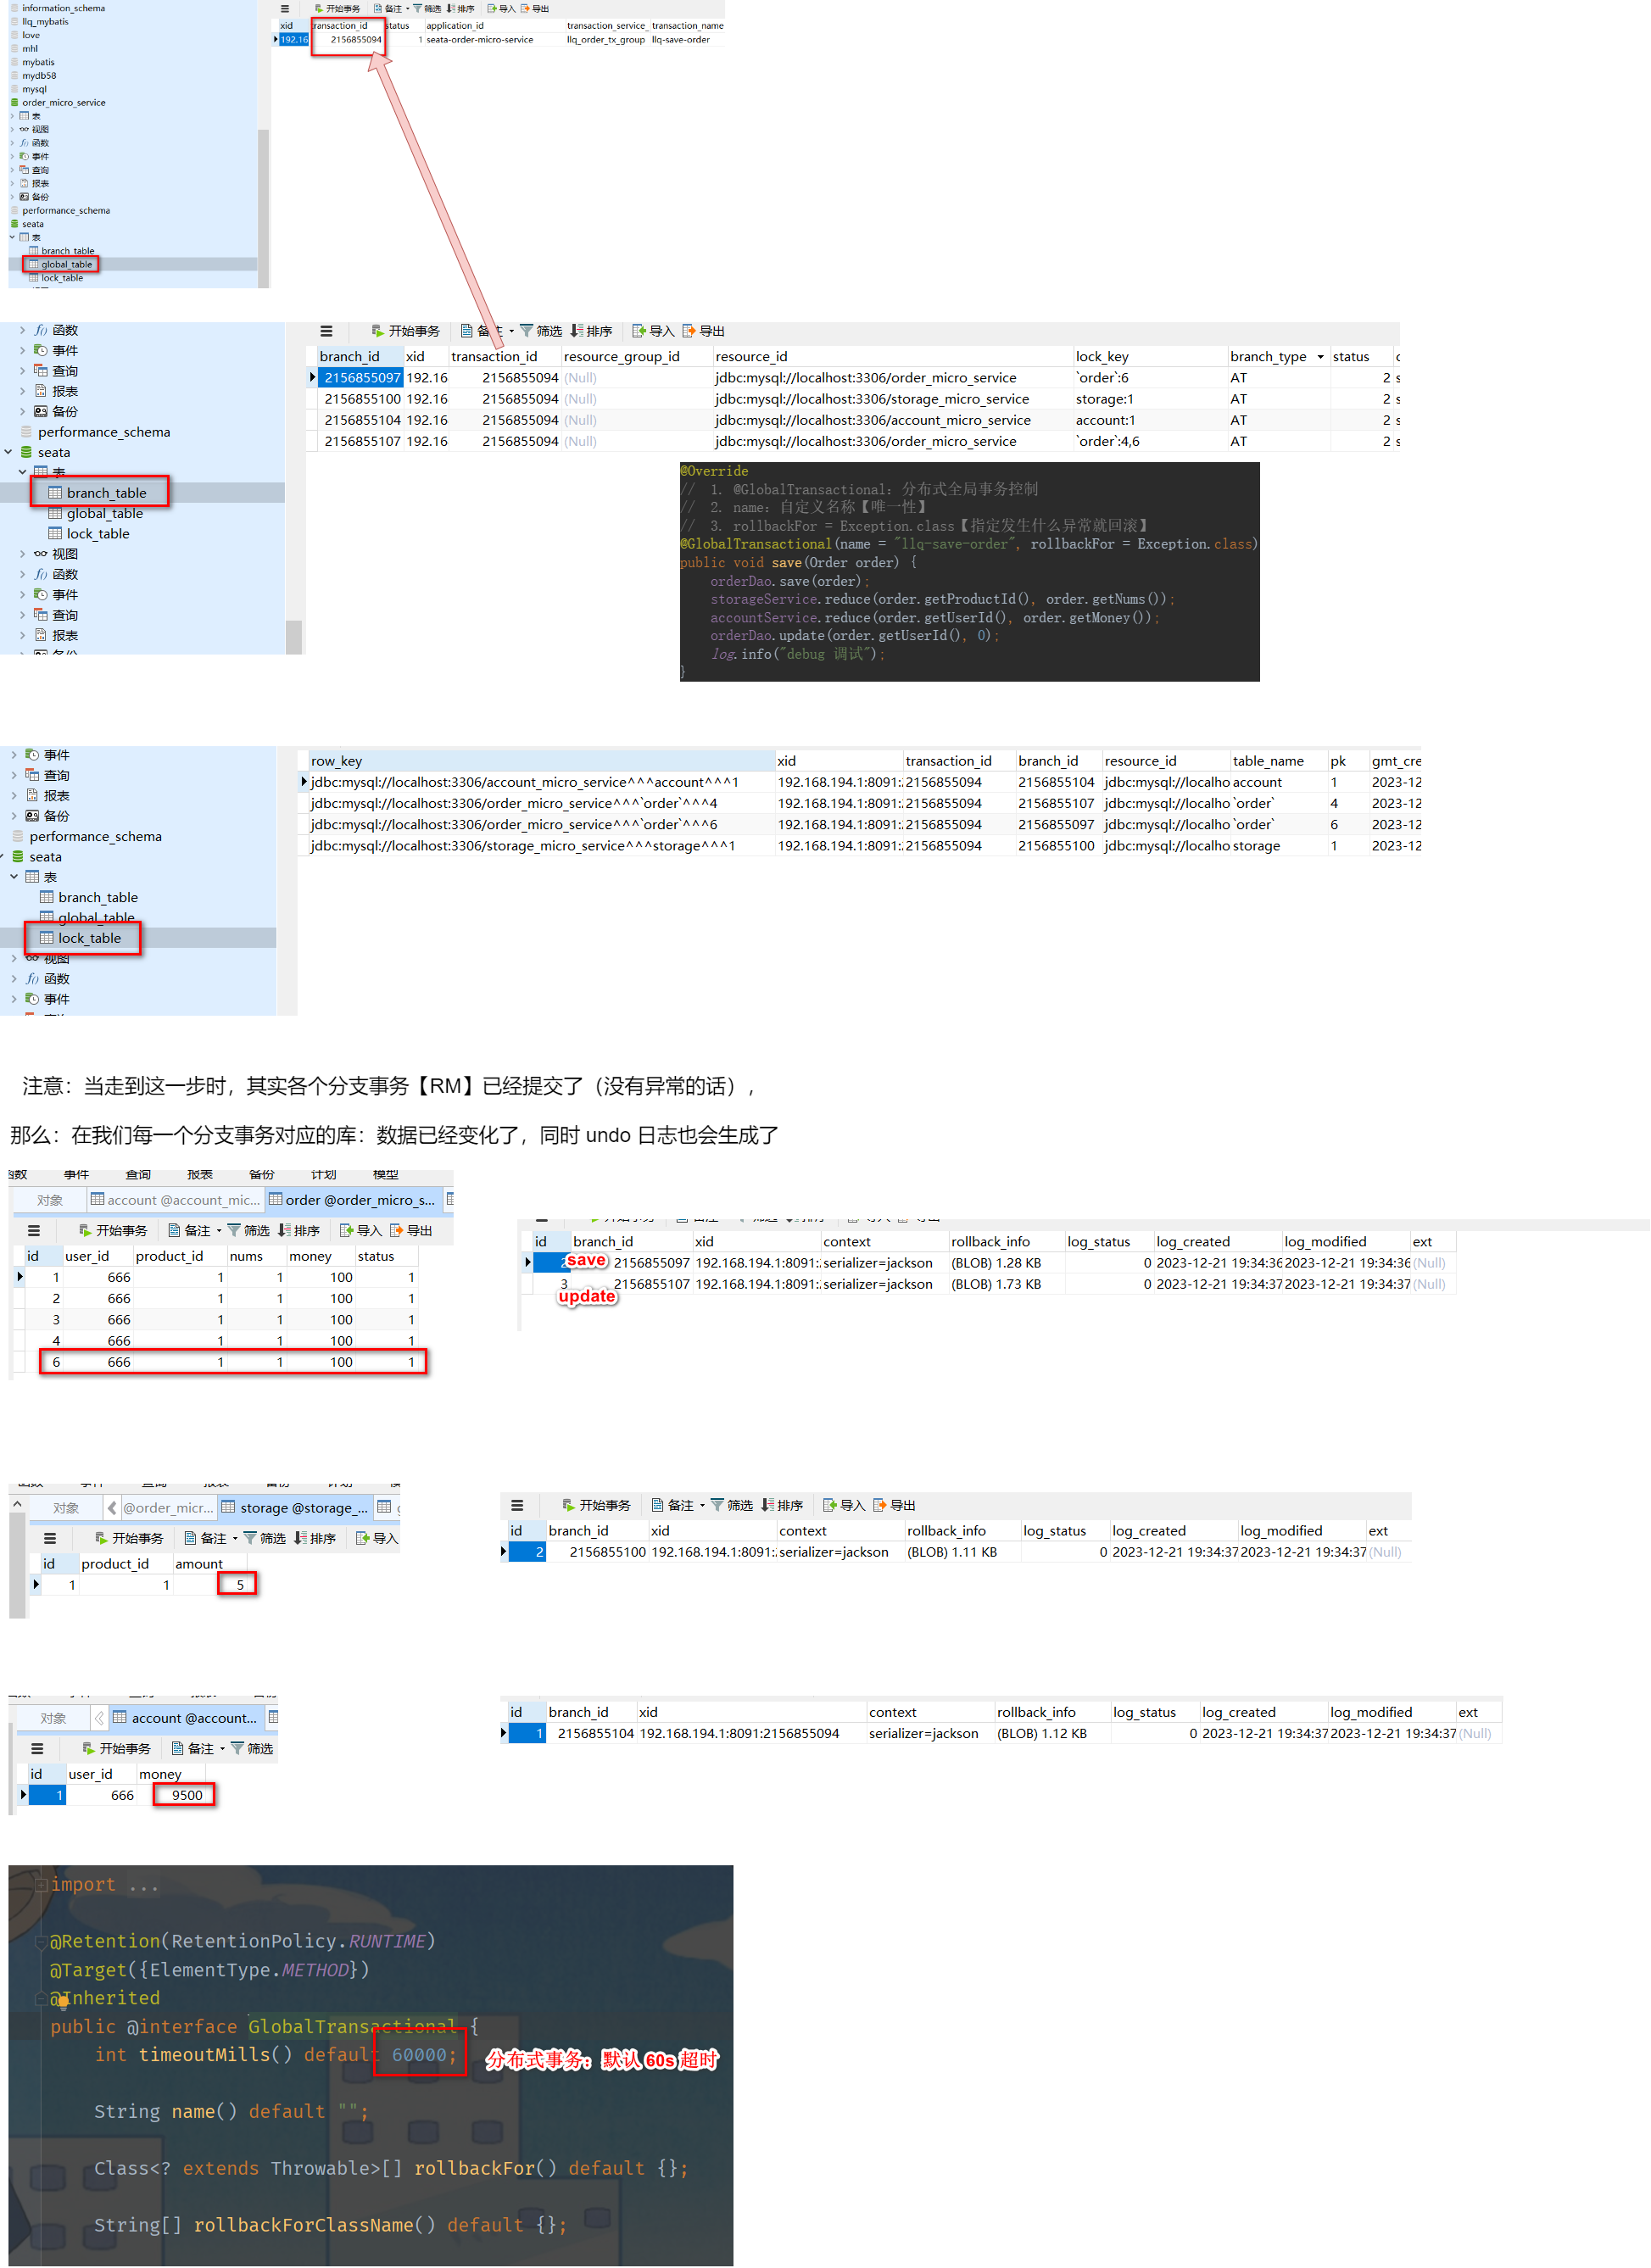 information_schema
llq_mybatis
love
mhl
mybatis
mydb58
mysql
order_micro_service
表
视图
函数
事件
查询
报表
备份
performance_schema
seata
表
branch_table
global_table
lock_table
开始事务 备注 筛选 排序 导入 导出
xid transaction_id status application_id transaction_service_ transaction_name
192.16 2156855094 1 seata-order-micro-service llq_order_tx_group llq-save-order
函数
事件
查询
报表
备份
performance_schema
seata
表
branch_table
global_table
lock_table
视图
函数
事件
查询
报表
备份
开始事务 备注 筛选 排序 导入 导出
branch_id xid transaction_id resource_group_id resource_id lock_key branch_type status
2156855097 192.16 2156855094 (Null) jdbc:mysql://localhost:3306/order_micro_service `order`:6 AT 2 s
2156855100 192.16 2156855094 (Null) jdbc:mysql://localhost:3306/storage_micro_service storage:1 AT 2 s
2156855104 192.16 2156855094 (Null) jdbc:mysql://localhost:3306/account_micro_service account:1 AT 2 s
2156855107 192.16 2156855094 (Null) jdbc:mysql://localhost:3306/order_micro_service `order`:4,6 AT 2 s
@Override
// 1. @GlobalTransactional：分布式全局事务控制
// 2. name：自定义名称【唯一性】
// 3. rollbackFor = Exception.class【指定发生什么异常就回滚】
@GlobalTransactional(name = "llq-save-order", rollbackFor = Exception.class)
public void save(Order order) {
orderDao.save(order);
storageService.reduce(order.getProductId(), order.getNums());
accountService.reduce(order.getUserId(), order.getMoney());
orderDao.update(order.getUserId(), 0);
log.info("debug 调试");
}
事件
查询
报表
备份
performance_schema
seata
表
branch_table
global_table
lock_table
视图
函数
事件
row_key xid transaction_id branch_id resource_id table_name pk gmt_cre
jdbc:mysql://localhost:3306/account_micro_service^^^account^^^1 192.168.194.1:8091:: 2156855094 2156855104 jdbc:mysql://localho account 1 2023-12
jdbc:mysql://localhost:3306/order_micro_service^^^`order`^^^4 192.168.194.1:8091:: 2156855094 2156855107 jdbc:mysql://localho `order` 4 2023-12
jdbc:mysql://localhost:3306/order_micro_service^^^`order`^^^6 192.168.194.1:8091:: 2156855094 2156855097 jdbc:mysql://localho `order` 6 2023-12
jdbc:mysql://localhost:3306/storage_micro_service^^^storage^^^1 192.168.194.1:8091:: 2156855094 2156855100 jdbc:mysql://localho storage 1 2023-12
注意：当走到这一步时，其实各个分支事务【RM】已经提交了（没有异常的话），
那么：在我们每一个分支事务对应的库：数据已经变化了，同时 undo 日志也会生成了
函数 事件 查询 报表 备份 计划 模型
对象 account @account_mic... order @order_micro_s...
开始事务 备注 筛选 排序 导入 导出
id user_id product_id nums money status
1 666 1 1 100 1
2 666 1 1 100 1
3 666 1 1 100 1
4 666 1 1 100 1
6 666 1 1 100 1
id branch_id xid context rollback_info log_status log_created log_modified ext
2 save 2156855097 192.168.194.1:8091:: serializer=jackson (BLOB) 1.28 KB 0 2023-12-21 19:34:36 2023-12-21 19:34:36 (Null)
3 2156855107 192.168.194.1:8091:: serializer=jackson (BLOB) 1.73 KB 0 2023-12-21 19:34:37 2023-12-21 19:34:37 (Null)
update
对象 @order_micr... storage @storage_...
开始事务 备注 筛选 排序 导入
id product_id amount
1 1 5
开始事务 备注 筛选 排序 导入 导出
id branch_id xid context rollback_info log_status log_created log_modified ext
2 2156855100 192.168.194.1:8091:: serializer=jackson (BLOB) 1.11 KB 0 2023-12-21 19:34:37 2023-12-21 19:34:37 (Null)
对象 account @account...
开始事务 备注 筛选
id user_id money
1 666 9500
id branch_id xid context rollback_info log_status log_created log_modified ext
1 2156855104 192.168.194.1:8091:2156855094 serializer=jackson (BLOB) 1.12 KB 0 2023-12-21 19:34:37 2023-12-21 19:34:37 (Null)
import ...
@Retention(RetentionPolicy.RUNTIME)
@Target({ElementType.METHOD})
@Inherited
public @interface GlobalTransactional {
int timeoutMills() default 60000;
分布式事务：默认 60s 超时
String name() default "";
Class<? extends Throwable>[] rollbackFor() default {};
String[] rollbackForClassName() default {};